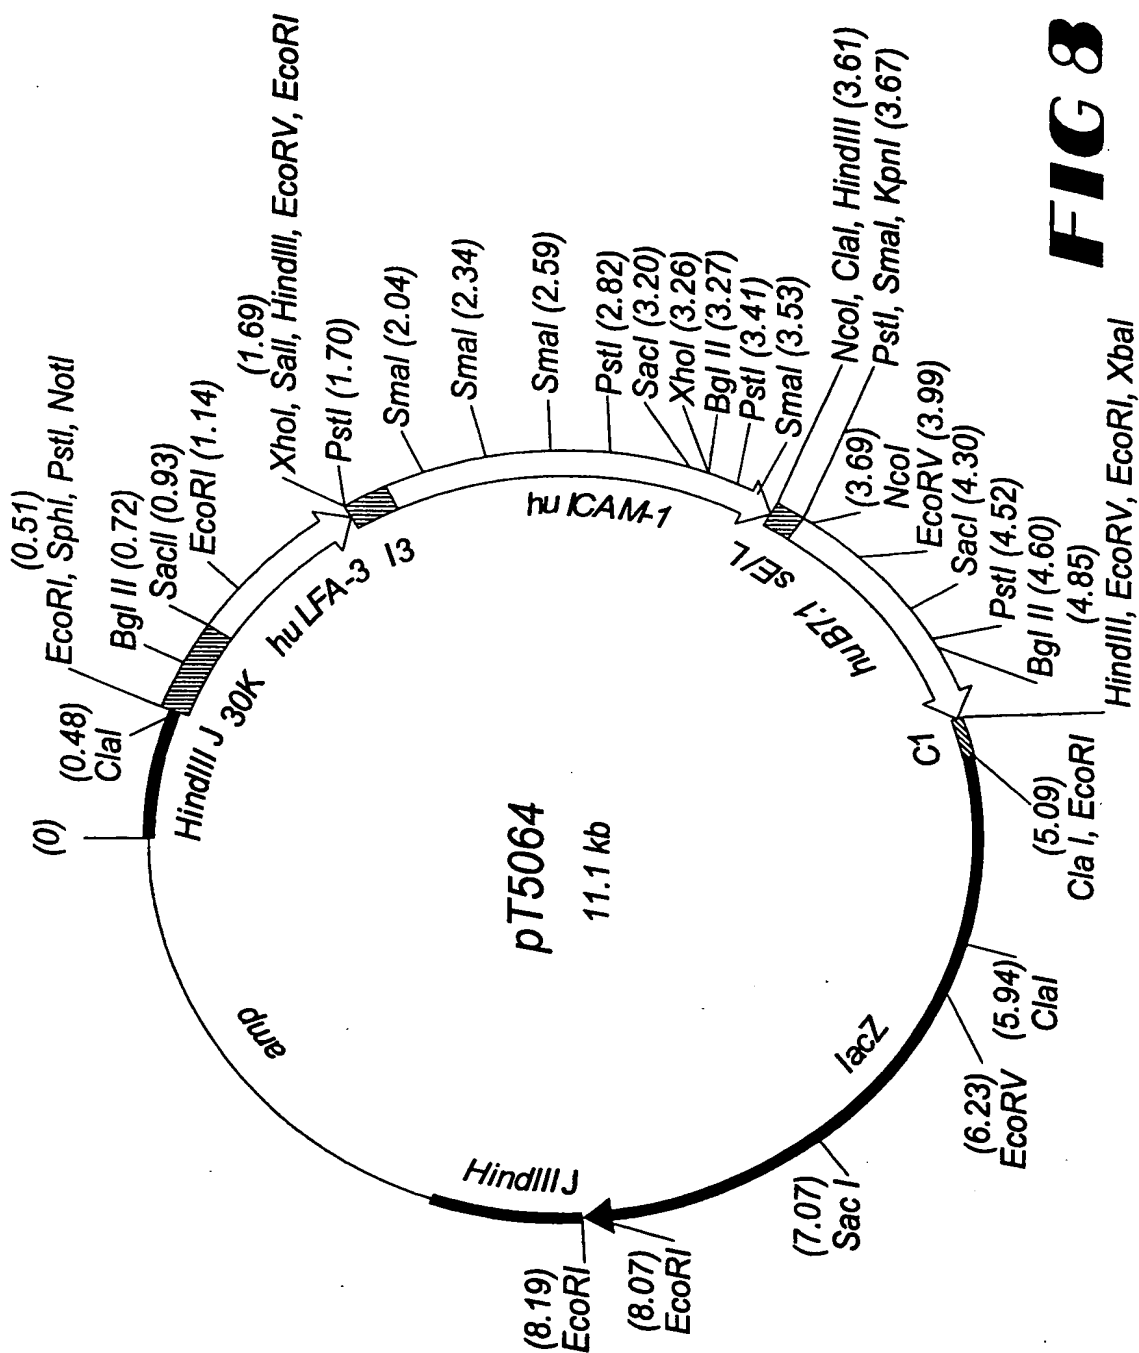 (0)
(0.48)
ClaI
(0.51)
EcoRI, SphI, PstI, NotI
Bgl II (0.72)
SacII (0.93)
EcoRI (1.14)
(1.69)
XhoI, SalI, HindIII, EcoRV, EcoRI
PstI (1.70)
SmaI (2.04)
SmaI (2.34)
SmaI (2.59)
PstI (2.82)
SacI (3.20)
XhoI (3.26)
Bgl II (3.27)
PstI (3.41)
SmaI (3.53)
NcoI, ClaI, HindIII (3.61)
PstI, SmaI, KpnI (3.67)
(3.69)
NcoI
EcoRV (3.99)
SacI (4.30)
PstI (4.52)
Bgl II (4.60)
(4.85)
HindIII, EcoRV, EcoRI, XbaI
(5.09)
Cla I, EcoRI
(5.94)
ClaI
(6.23)
EcoRV
(7.07)
Sac I
(8.07)
EcoRI
(8.19)
EcoRI
HindIII J
30K
hu LFA-3
I3
hu ICAM-1
sE/L
huB7.1
C1
lacZ
HindIII J
amp
pT5064
11.1 kb
FIG 8